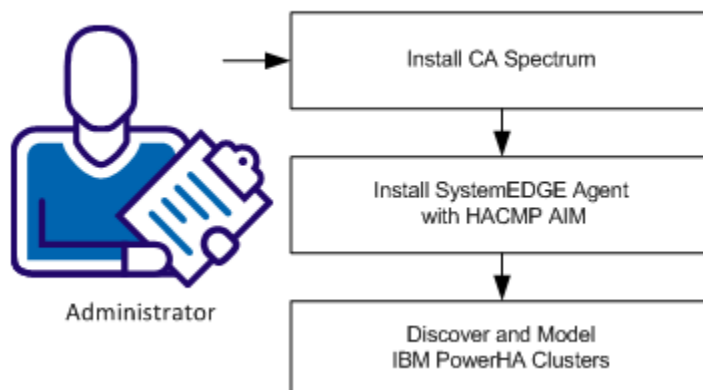 Install CA Spectrum
Install SystemEDGE Agent
with HACMP AIM
Administrator
Discover and Model
IBM PowerHA Clusters